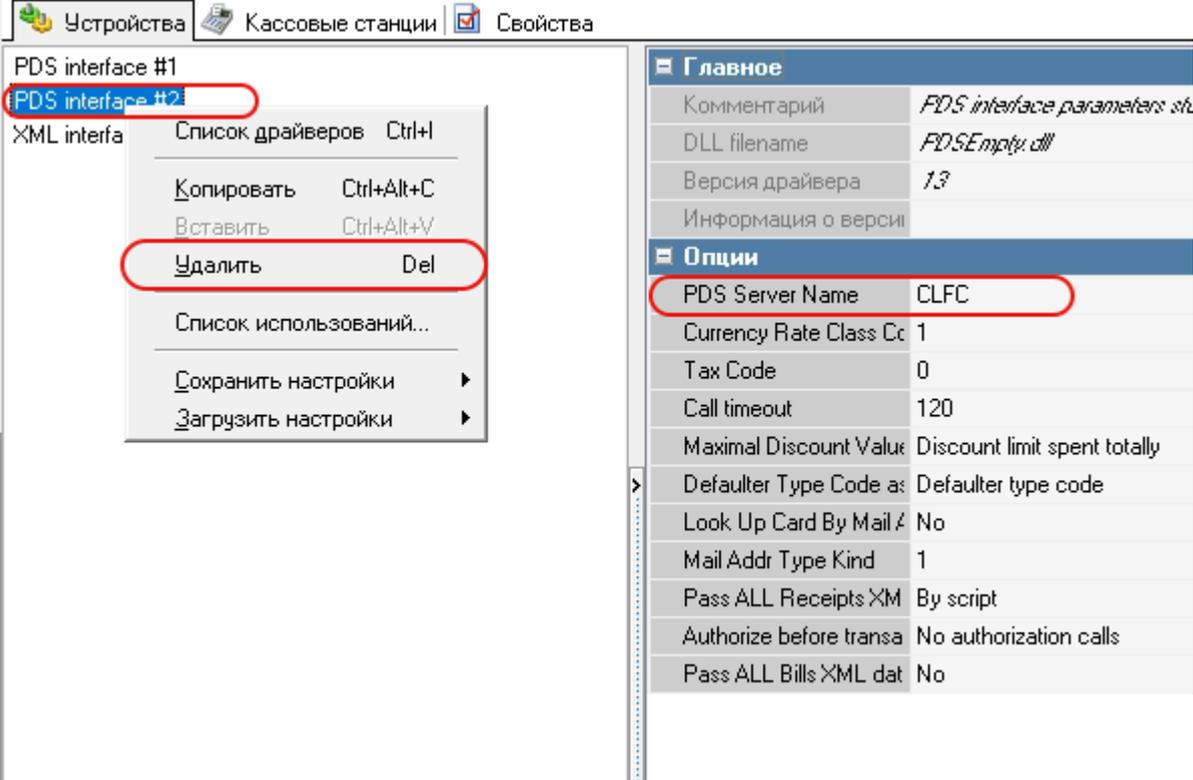 Устройства Кассовые станции Свойства
PDS interface #1
PDS interface #2
XML interfa
Список драйверов Ctrl+I
Копировать Ctrl+Alt+C
Вставить Ctrl+Alt+V
Удалить Del
Список использований...
Сохранить настройки
Загрузить настройки
Главное
Комментарий PDS interface parameters stu
DLL filename PDSEmpty.dll
Версия драйвера 13
Информация о версии
Опции
PDS Server Name CLFC
Currency Rate Class Co 1
Tax Code 0
Call timeout 120
Maximal Discount Value Discount limit spent totally
Defaulter Type Code as Defaulter type code
Look Up Card By Mail A No
Mail Addr Type Kind 1
Pass ALL Receipts XM By script
Authorize before transa No authorization calls
Pass ALL Bills XML dat No